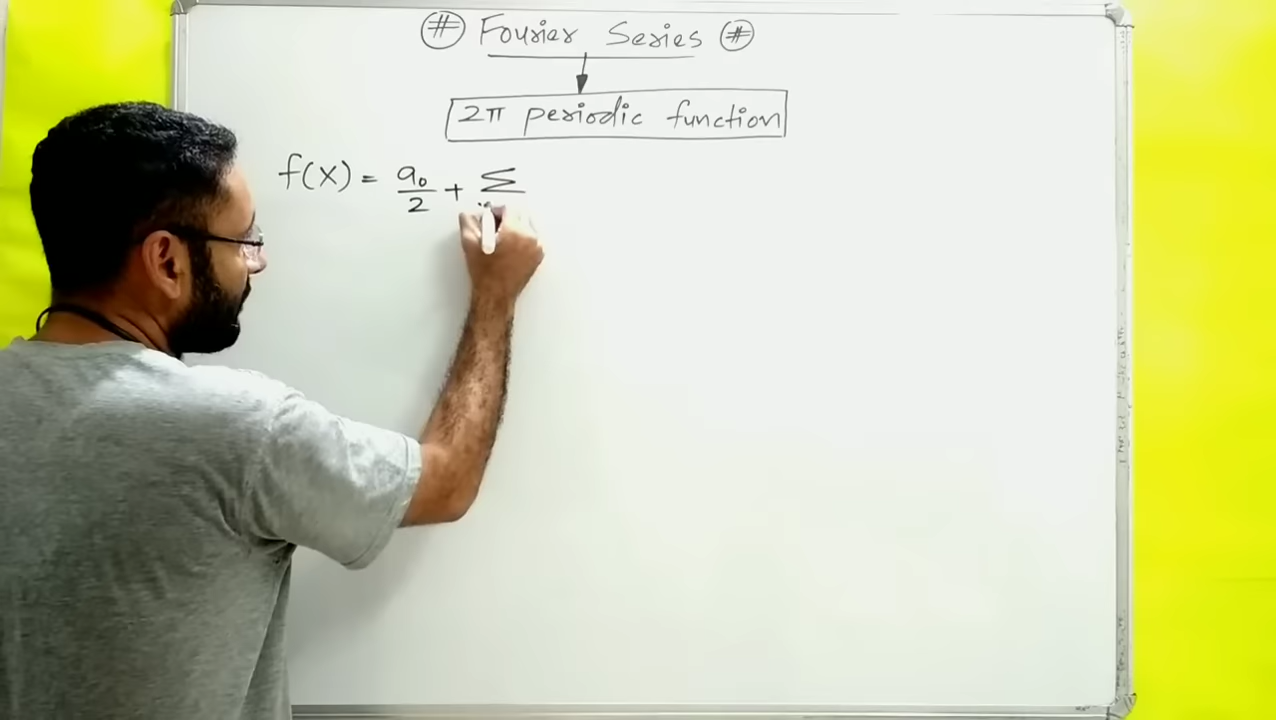 # Fourier Series #
2π periodic function
f(x) = a₀/2 + Σ